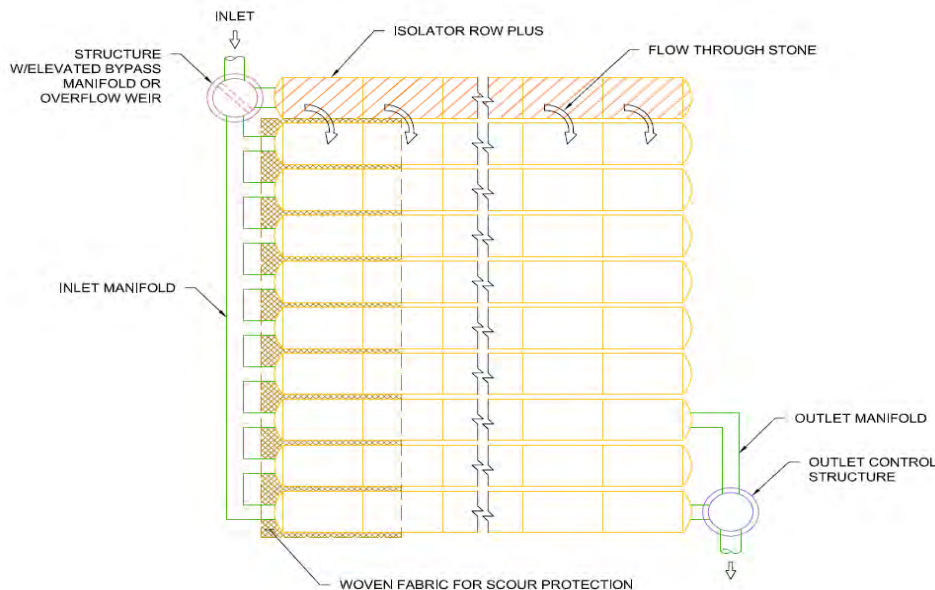 INLET
STRUCTURE
W/ELEVATED BYPASS
MANIFOLD OR
OVERFLOW WEIR
ISOLATOR ROW PLUS
FLOW THROUGH STONE
INLET MANIFOLD
OUTLET MANIFOLD
OUTLET CONTROL
STRUCTURE
WOVEN FABRIC FOR SCOUR PROTECTION